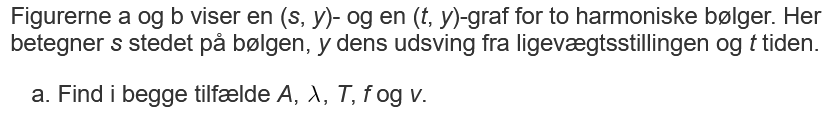 Figurerne a og b viser en (s, y)- og en (t, y)-graf for to harmoniske bølger. Her
betegner s stedet på bølgen, y dens udsving fra ligevægtsstillingen og t tiden.
a. Find i begge tilfælde A, λ, T, f og v.